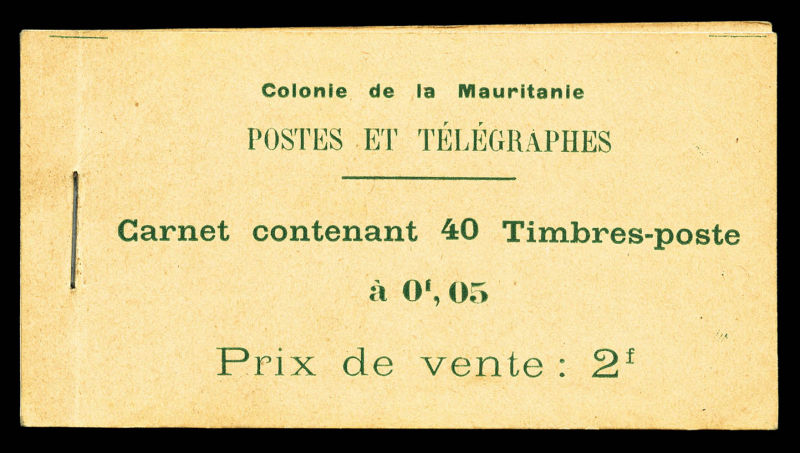 Colonie de la Mauritanie
POSTES ET TÉLÉGRAPHES
Carnet contenant 40 Timbres-poste
à 0ᶠ, 05
Prix de vente : 2ᶠ